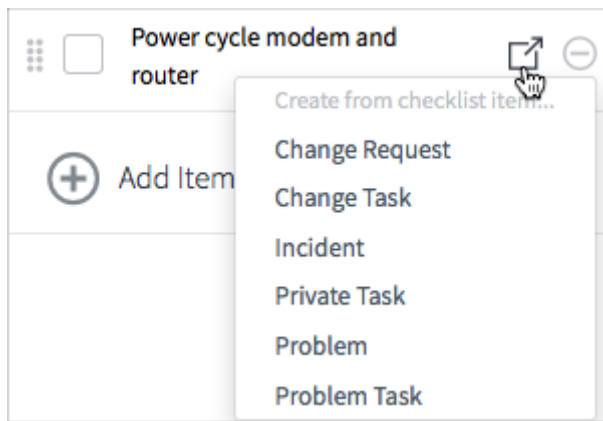 Power cycle modem and
router
Create from checklist item...
Change Request
Add Item
Change Task
Incident
Private Task
Problem
Problem Task